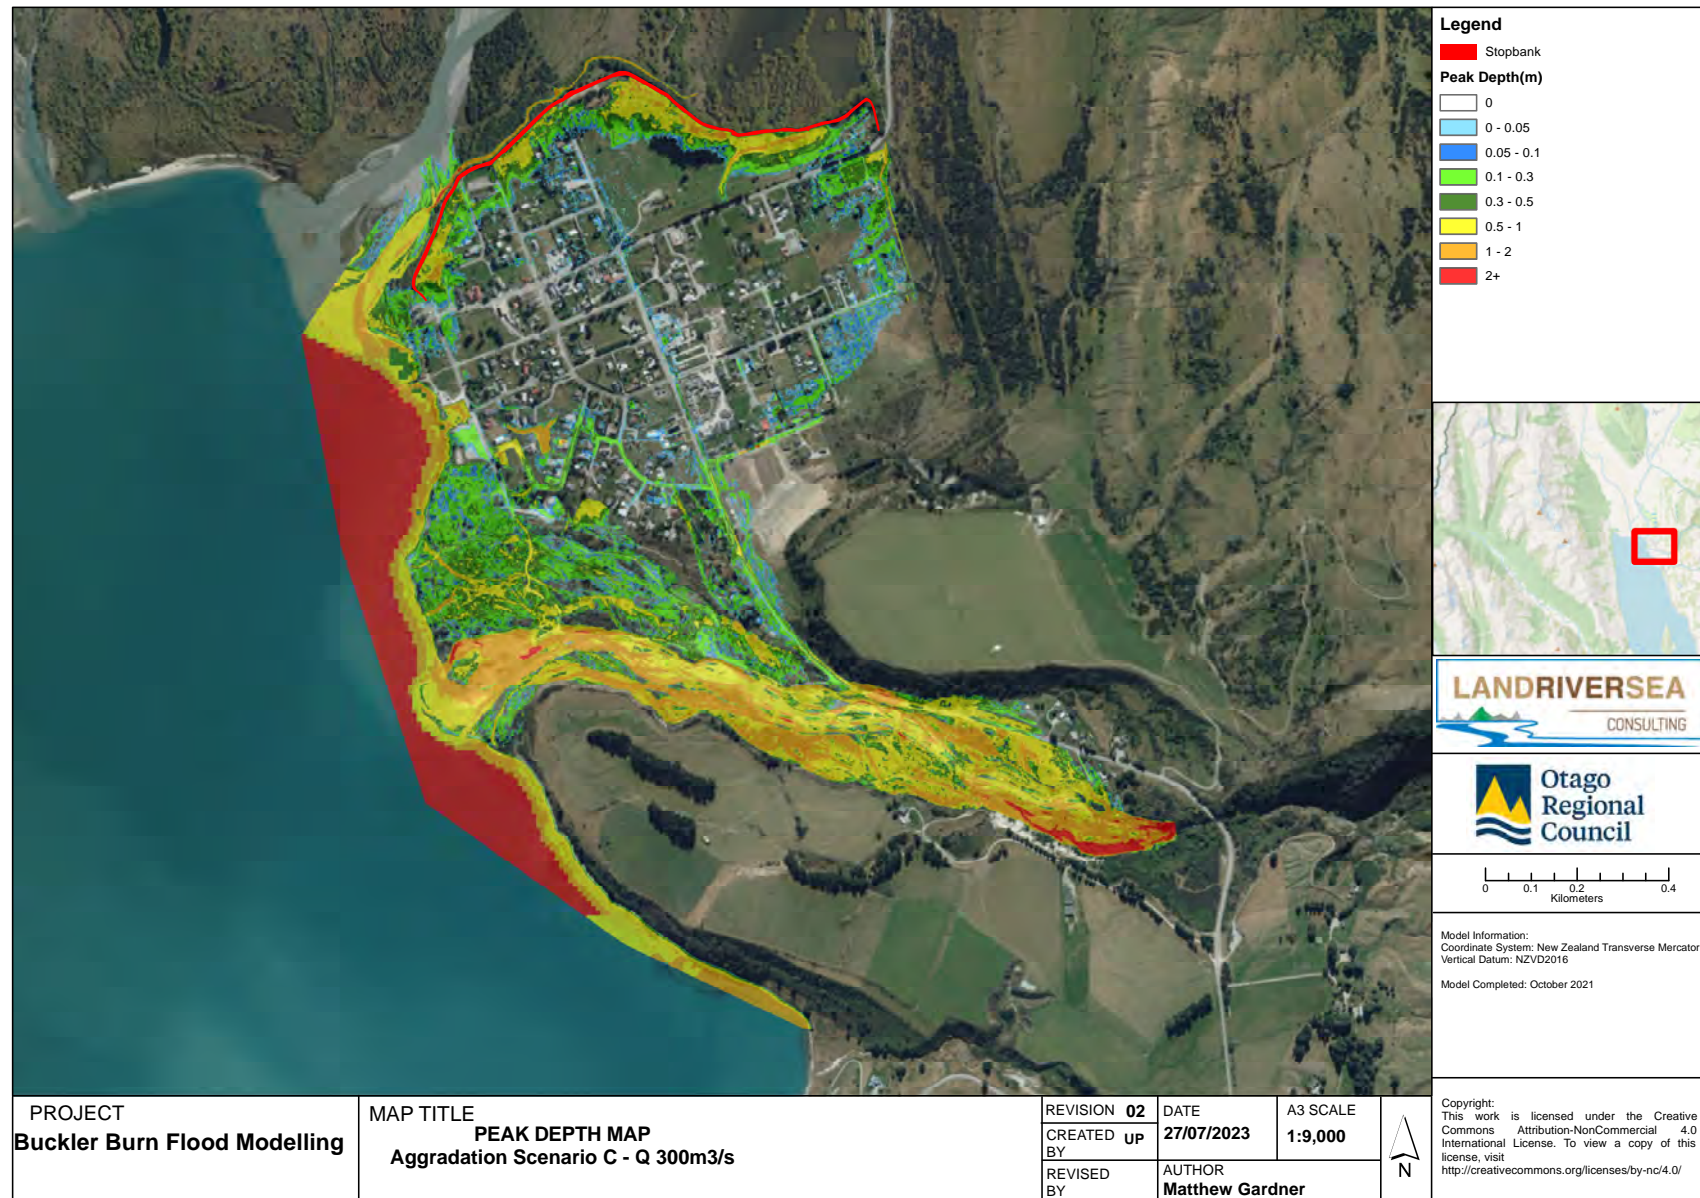 Legend
Stopbank
Peak Depth(m)
0
0 - 0.05
0.05 - 0.1
0.1 - 0.3
0.3 - 0.5
0.5 - 1
1 - 2
2+
LANDRIVERSEA
CONSULTING
Otago
Regional
Council
0 0.1 0.2 0.4
Kilometers
Model Information:
Coordinate System: New Zealand Transverse Mercator
Vertical Datum: NZVD2016
Model Completed: October 2021
Copyright:
This work is licensed under the Creative
Commons Attribution-NonCommercial 4.0
International License. To view a copy of this
license, visit
http://creativecommons.org/licenses/by-nc/4.0/
PROJECT
Buckler Burn Flood Modelling
MAP TITLE
PEAK DEPTH MAP
Aggradation Scenario C - Q 300m3/s
REVISION 02
CREATED BY UP
REVISED BY
DATE
27/07/2023
A3 SCALE
1:9,000
AUTHOR
Matthew Gardner
N